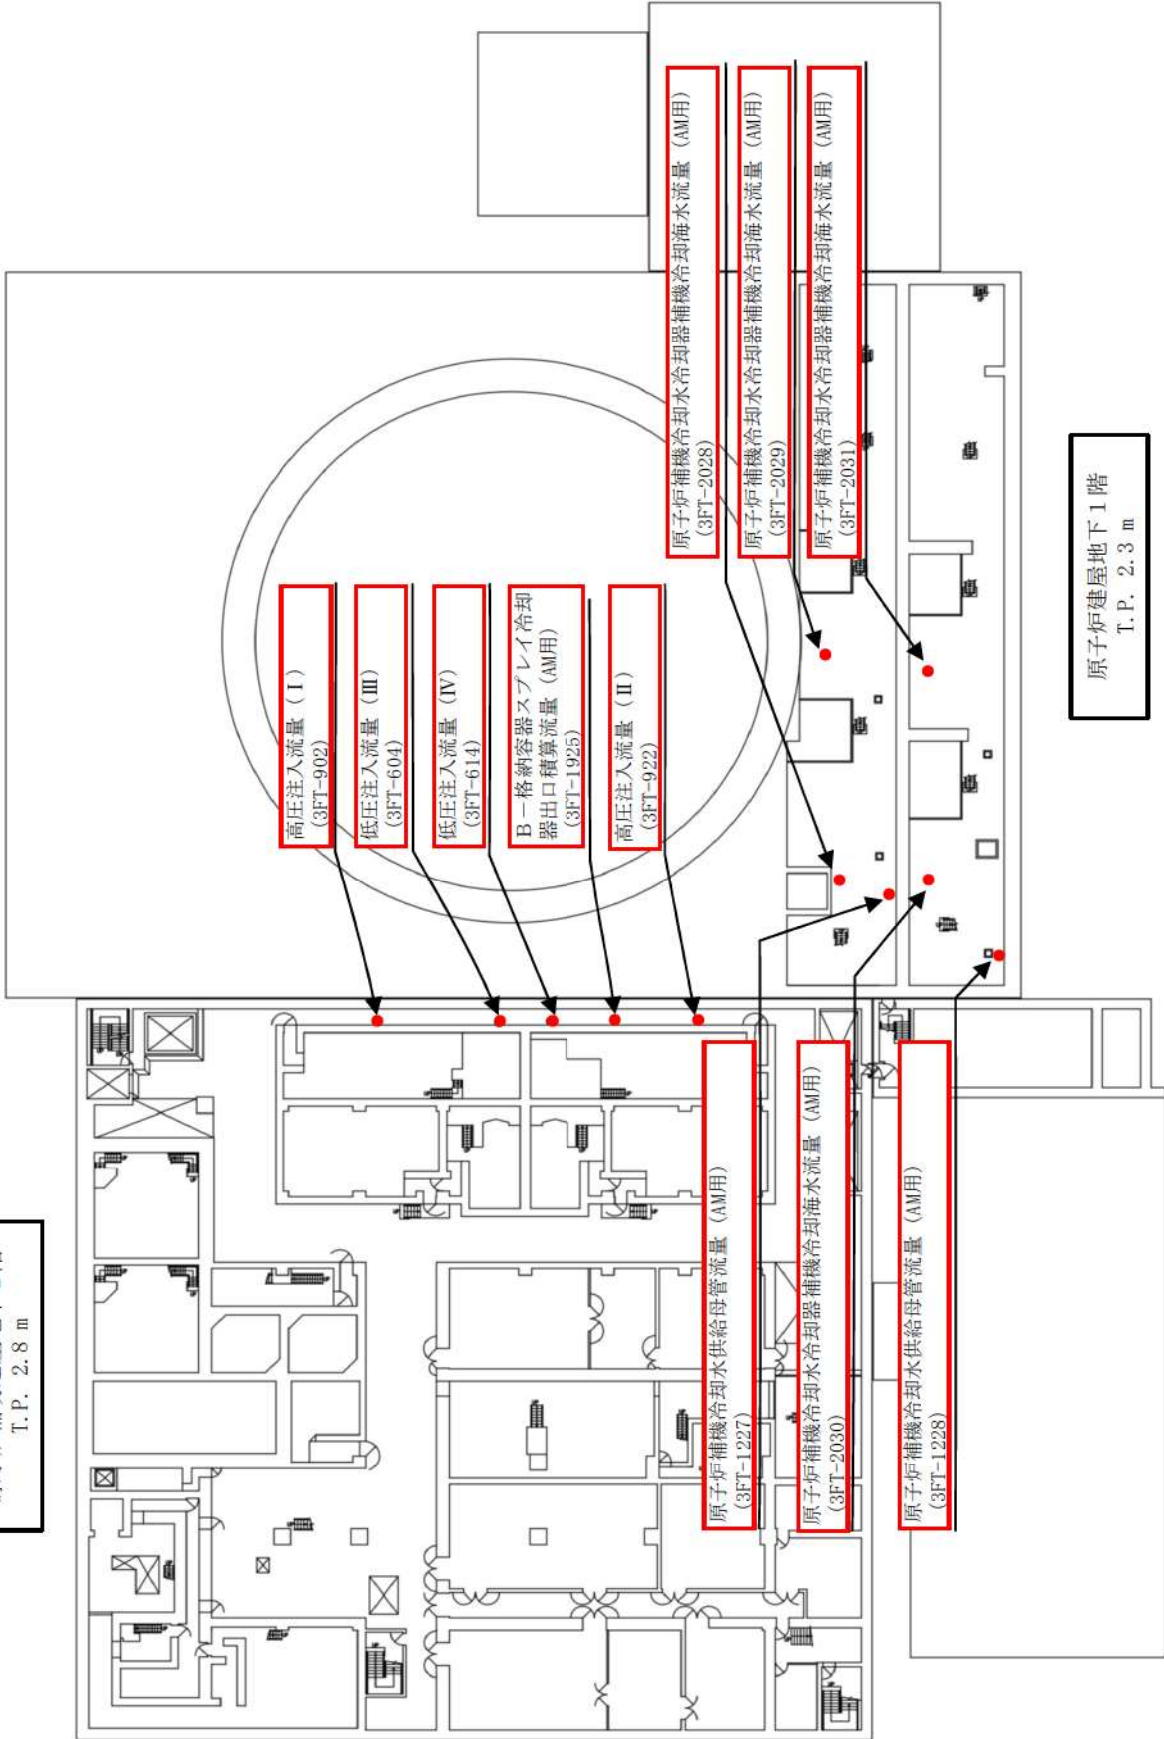 高圧注入流量（Ⅰ）
(3FT-902)
低圧注入流量（Ⅲ）
(3FT-604)
低圧注入流量（Ⅳ）
(3FT-614)
Ｂ－格納容器スプレイ冷却
器出口積算流量（AM用）
(3FT-1925)
高圧注入流量（Ⅱ）
(3FT-922)
原子炉補機冷却水冷却器補機冷却海水流量（AM用）
(3FT-2028)
原子炉補機冷却水冷却器補機冷却海水流量（AM用）
(3FT-2029)
原子炉補機冷却水冷却器補機冷却海水流量（AM用）
(3FT-2031)
原子炉補機冷却水供給母管流量（AM用）
(3FT-1227)
原子炉補機冷却水冷却器補機冷却海水流量（AM用）
(3FT-2030)
原子炉補機冷却水供給母管流量（AM用）
(3FT-1228)
T.P. 2.8 m
原子炉建屋地下１階
T.P. 2.3 m